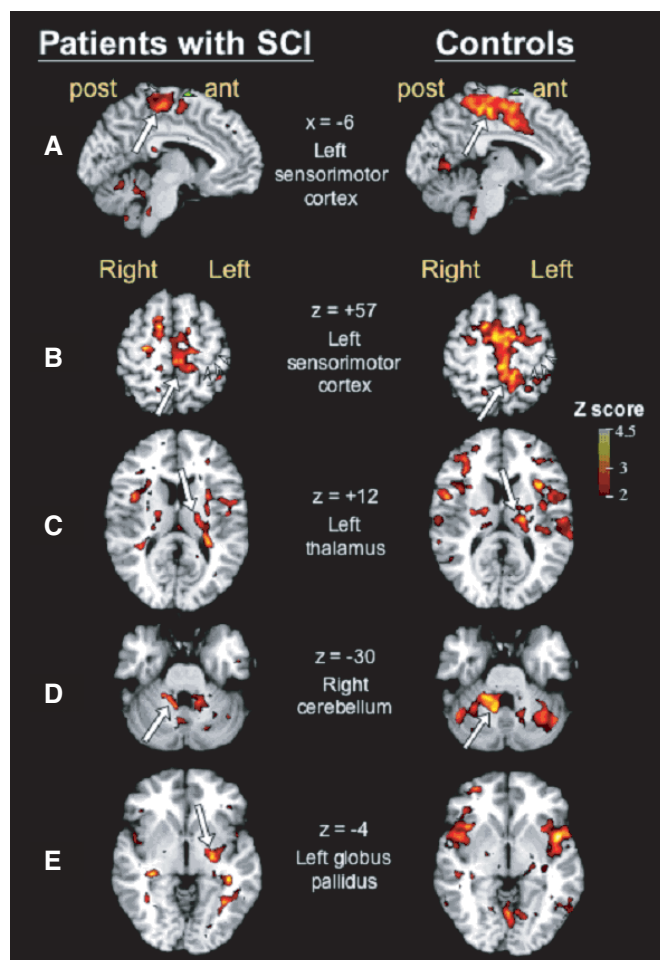 Patients with SCI
Controls
post
ant
post
ant
A
x = -6
Left
sensorimotor
cortex
Right
Left
Right
Left
B
z = +57
Left
sensorimotor
cortex
Z score
4.5
3
2
C
z = +12
Left
thalamus
D
z = -30
Right
cerebellum
E
z = -4
Left globus
pallidus